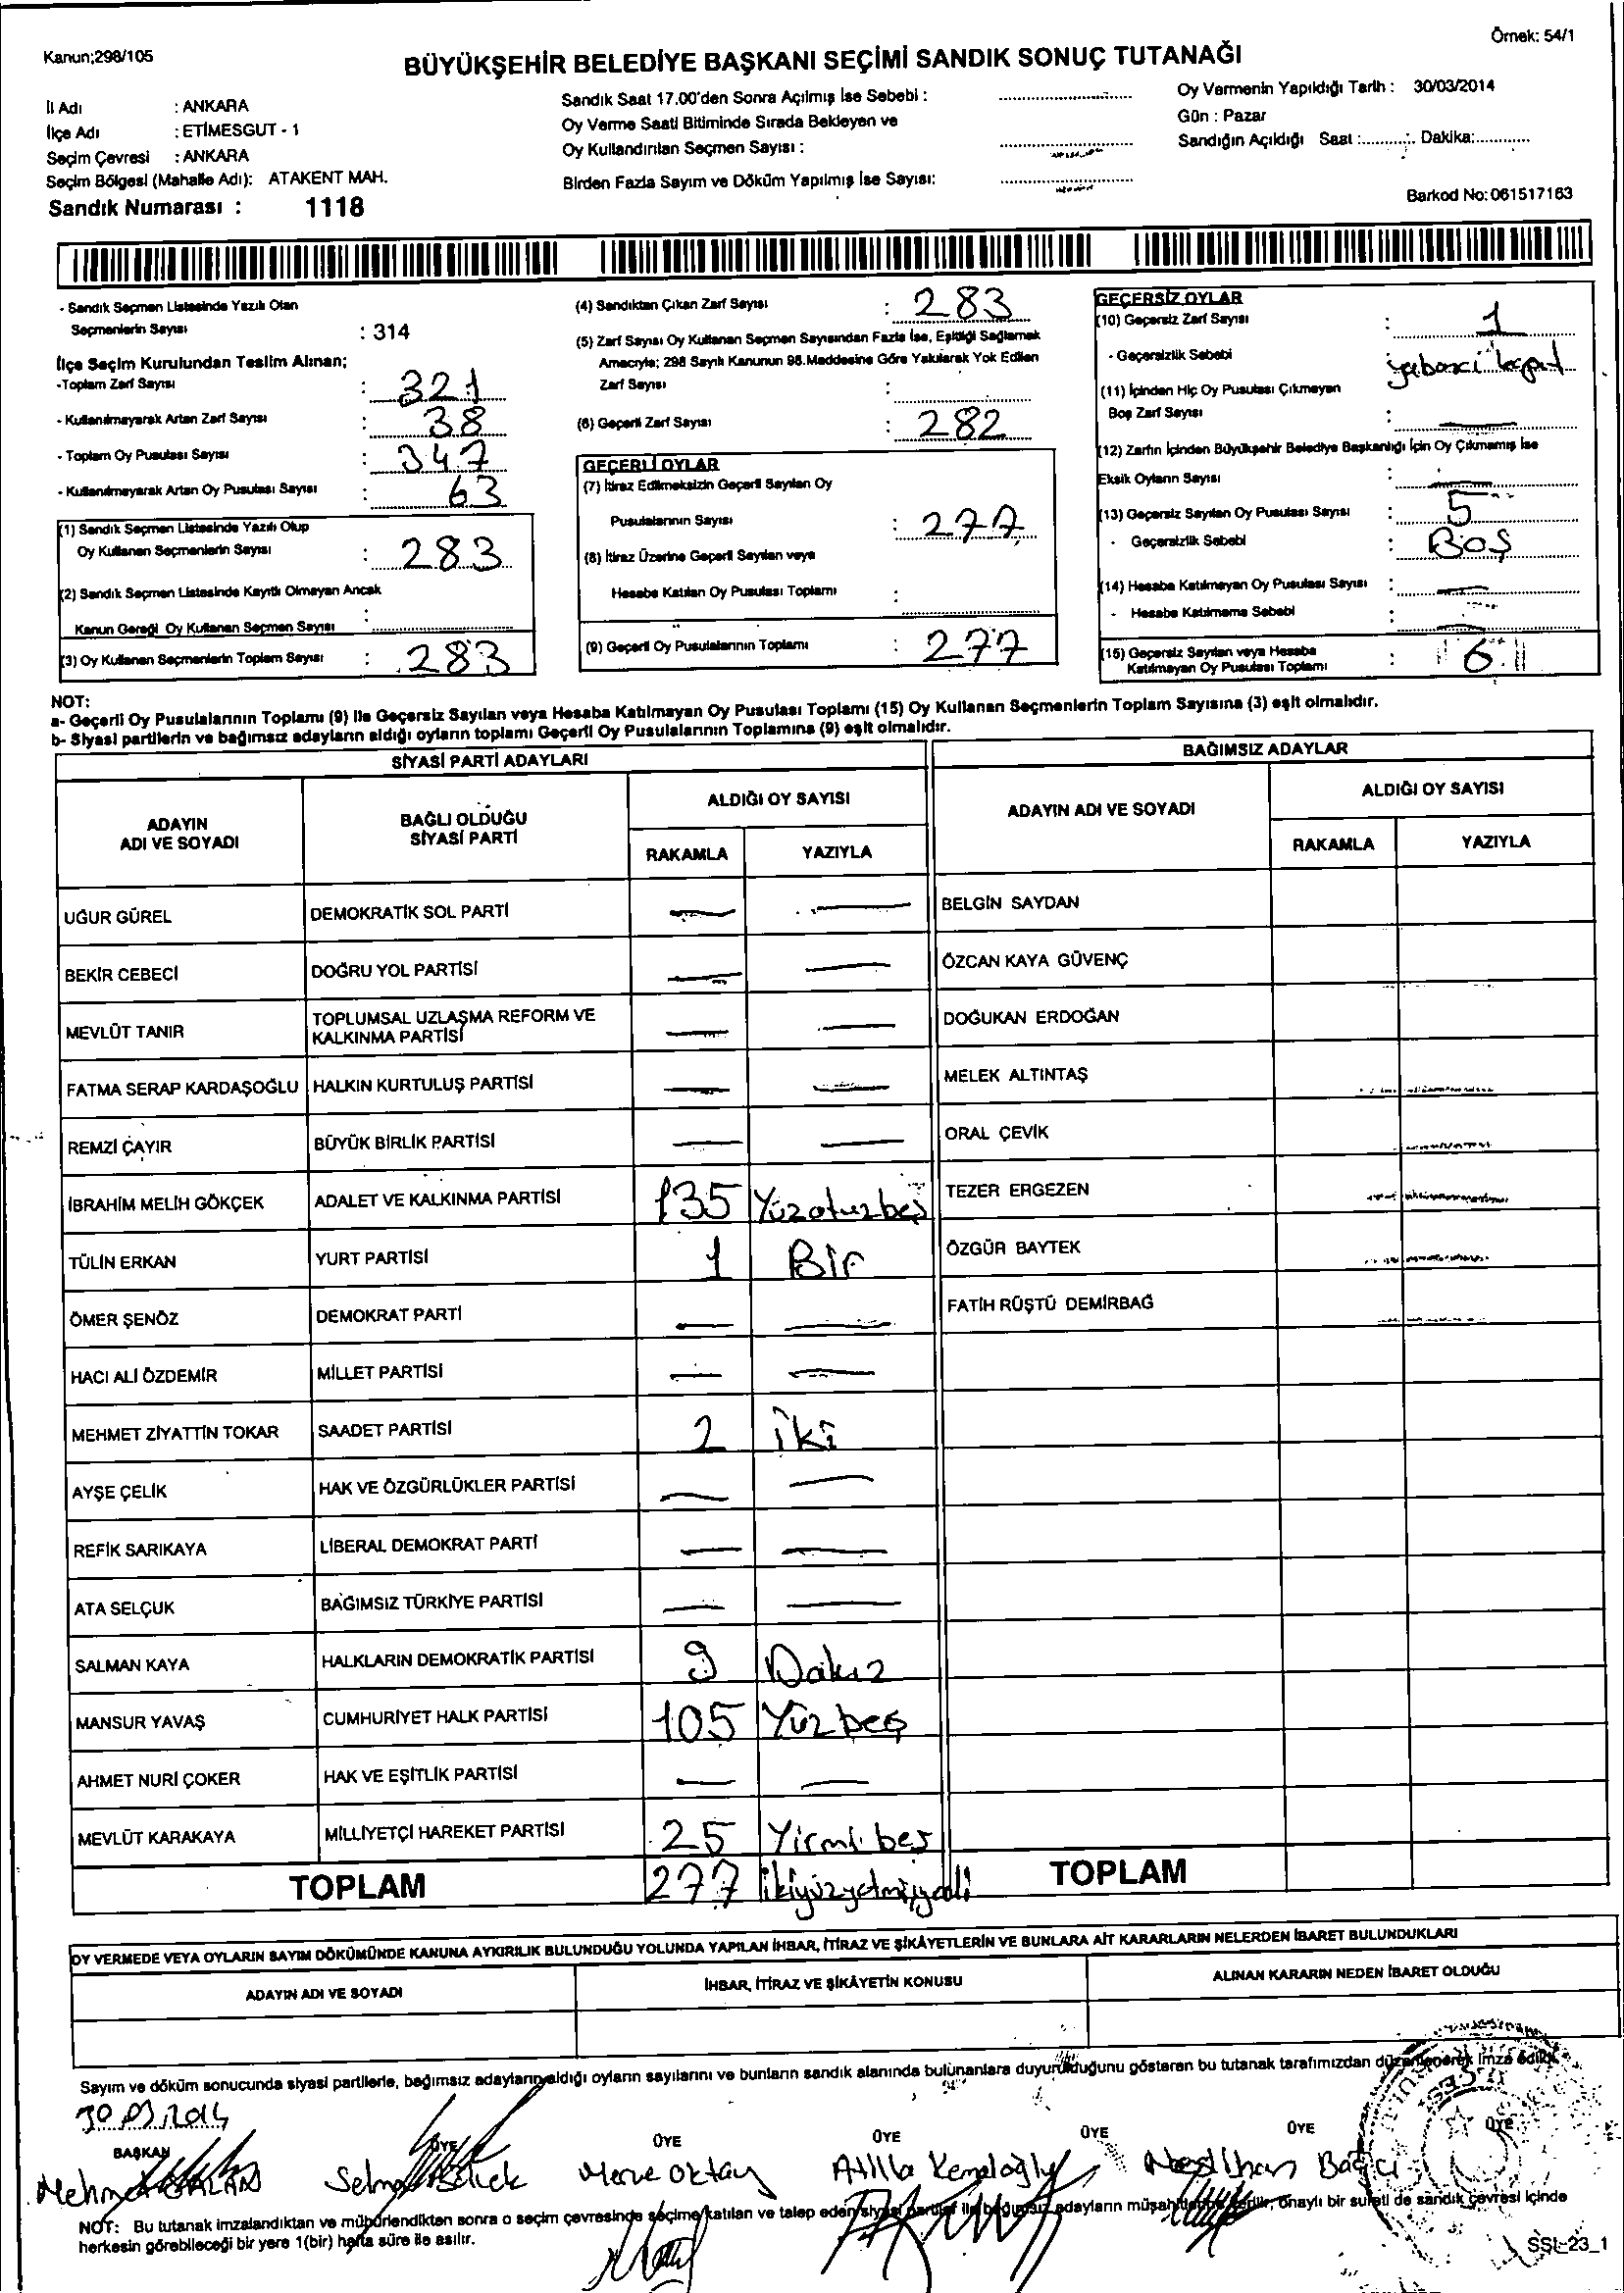 Kanun;298/105
Örnek: 54/1
BÜYÜKŞEHİR BELEDİYE BAŞKANI SEÇİMİ SANDIK SONUÇ TUTANAĞI
İl Adı : ANKARA
İlçe Adı : ETİMESGUT - 1
Seçim Çevresi : ANKARA
Seçim Bölgesi (Mahalle Adı): ATAKENT MAH.
Sandık Numarası : 1118
Sandık Saat 17.00'den Sonra Açılmış İse Sebebi :
Oy Verme Saati Bitiminde Sırada Bekleyen ve
Oy Kullandırılan Seçmen Sayısı :
Birden Fazla Sayım ve Döküm Yapılmış İse Sayısı:
Oy Vermenin Yapıldığı Tarih : 30/03/2014
Gün : Pazar
Sandığın Açıldığı Saat :........... Dakika:............
Barkod No:061517163
- Sandık Seçmen Listesinde Yazılı Olan
Seçmenlerin Sayısı : 314
İlçe Seçim Kurulundan Teslim Alınan;
-Toplam Zarf Sayısı : 321
- Kullanılmayarak Artan Zarf Sayısı : 38
- Toplam Oy Pusulası Sayısı : 347
- Kullanılmayarak Artan Oy Pusulası Sayısı : 63
(1) Sandık Seçmen Listesinde Yazılı Olup
Oy Kullanan Seçmenlerin Sayısı : 283
(2) Sandık Seçmen Listesinde Kayıtlı Olmayan Ancak
Kanun Gereği Oy Kullanan Seçmen Sayısı :
(3) Oy Kullanan Seçmenlerin Toplam Sayısı : 283
(4) Sandıktan Çıkan Zarf Sayısı : 283
(5) Zarf Sayısı Oy Kullanan Seçmen Sayısından Fazla İse, Eşitliği Sağlamak
Amacıyla; 298 Sayılı Kanunun 98.Maddesine Göre Yakılarak Yok Edilen
Zarf Sayısı :
(6) Geçerli Zarf Sayısı : 282
GEÇERLİ OYLAR
(7) İtiraz Edilmeksizin Geçerli Sayılan Oy
Pusulalarının Sayısı : 277
(8) İtiraz Üzerine Geçerli Sayılan veya
Hesaba Katılan Oy Pusulası Toplamı :
(9) Geçerli Oy Pusulalarının Toplamı : 277
GEÇERSİZ OYLAR
(10) Geçersiz Zarf Sayısı : 1
- Geçersizlik Sebebi
(11) İçinden Hiç Oy Pusulası Çıkmayan
Boş Zarf Sayısı : —
(12) Zarfın İçinden Büyükşehir Belediye Başkanlığı İçin Oy Çıkmamış İse
Eksik Oyların Sayısı : —
(13) Geçersiz Sayılan Oy Pusulası Sayısı : 5
- Geçersizlik Sebebi : Boş
(14) Hesaba Katılmayan Oy Pusulası Sayısı : —
- Hesaba Katılmama Sebebi : —
(15) Geçersiz Sayılan veya Hesaba
Katılmayan Oy Pusulası Toplamı : 6
NOT:
a- Geçerli Oy Pusulalarının Toplamı (9) ile Geçersiz Sayılan veya Hesaba Katılmayan Oy Pusulası Toplamı (15) Oy Kullanan Seçmenlerin Toplam Sayısına (3) eşit olmalıdır.
b- Siyasi partilerin ve bağımsız adayların aldığı oyların toplamı Geçerli Oy Pusulalarının Toplamına (9) eşit olmalıdır.
SİYASİ PARTİ ADAYLARI
BAĞIMSIZ ADAYLAR
ADAYIN ADI VE SOYADI
BAĞLI OLDUĞU SİYASİ PARTİ
ALDIĞI OY SAYISI
RAKAMLA YAZIYLA
ADAYIN ADI VE SOYADI
ALDIĞI OY SAYISI
RAKAMLA YAZIYLA
UĞUR GÜREL DEMOKRATİK SOL PARTİ — — BELGİN SAYDAN
BEKİR CEBECİ DOĞRU YOL PARTİSİ — — ÖZCAN KAYA GÜVENÇ
MEVLÜT TANIR TOPLUMSAL UZLAŞMA REFORM VE KALKINMA PARTİSİ — — DOĞUKAN ERDOĞAN
FATMA SERAP KARDAŞOĞLU HALKIN KURTULUŞ PARTİSİ — — MELEK ALTINTAŞ
REMZİ ÇAYIR BÜYÜK BİRLİK PARTİSİ — — ORAL ÇEVİK
İBRAHİM MELİH GÖKÇEK ADALET VE KALKINMA PARTİSİ 135 Yüzotuzbeş TEZER ERGEZEN
TÜLİN ERKAN YURT PARTİSİ 1 Bir ÖZGÜR BAYTEK
ÖMER ŞENÖZ DEMOKRAT PARTİ — — FATİH RÜŞTÜ DEMİRBAĞ
HACI ALİ ÖZDEMİR MİLLET PARTİSİ — —
MEHMET ZİYATTİN TOKAR SAADET PARTİSİ 2 iki
AYŞE ÇELİK HAK VE ÖZGÜRLÜKLER PARTİSİ — —
REFİK SARIKAYA LİBERAL DEMOKRAT PARTİ — —
ATA SELÇUK BAĞIMSIZ TÜRKİYE PARTİSİ — —
SALMAN KAYA HALKLARIN DEMOKRATİK PARTİSİ 9 Dokuz
MANSUR YAVAŞ CUMHURİYET HALK PARTİSİ 105 Yüzbeş
AHMET NURİ ÇOKER HAK VE EŞİTLİK PARTİSİ — —
MEVLÜT KARAKAYA MİLLİYETÇİ HAREKET PARTİSİ 25 Yirmi beş
TOPLAM 277 ikiyüzyetmişyedi TOPLAM
OY VERMEDE VEYA OYLARIN SAYIM DÖKÜMÜNDE KANUNA AYKIRILIK BULUNDUĞU YOLUNDA YAPILAN İHBAR, İTİRAZ VE ŞİKÂYETLERİN VE BUNLARA AİT KARARLARIN NELERDEN İBARET BULUNDUKLARI
ADAYIN ADI VE SOYADI
İHBAR, İTİRAZ VE ŞİKÂYETİN KONUSU
ALINAN KARARIN NEDEN İBARET OLDUĞU
Sayım ve döküm sonucunda siyasi partilerle, bağımsız adayların aldığı oyların sayılarını ve bunların sandık alanında bulunanlara duyurulduğunu gösteren bu tutanak tarafımızdan düzenlenerek imza edildi.
30.03.2014
BAŞKAN ÜYE ÜYE ÜYE ÜYE ÜYE ÜYE
Mehmet Selma Merve Oktay Atilla Kemaloğlu Neslihan Bağcı
NOT: Bu tutanak imzalandıktan ve mühürlendikten sonra o seçim çevresinde seçime katılan ve talep eden siyasi partiler ile bağımsız adayların müşahitlerine verilir, onaylı bir sureti de sandık çevresi içinde
herkesin görebileceği bir yere 1(bir) hafta süre ile asılır.
SSL-23_1